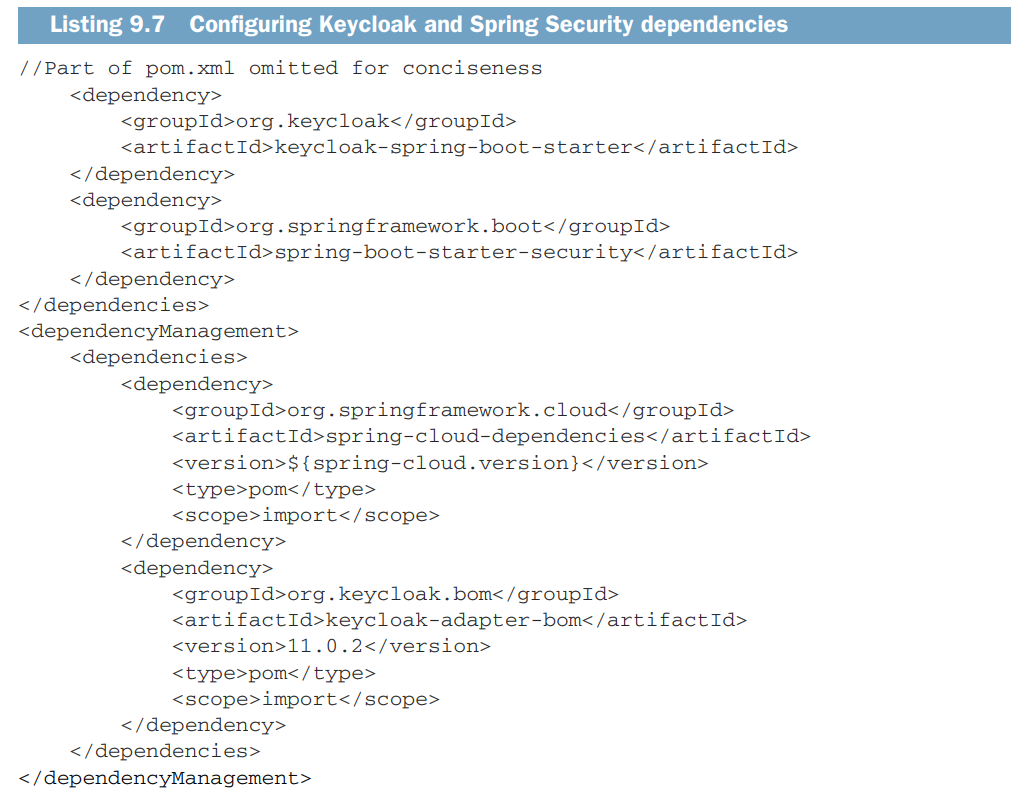 Listing 9.7 Configuring Keycloak and Spring Security dependencies
//Part of pom.xml omitted for conciseness
    <dependency>
        <groupId>org.keycloak</groupId>
        <artifactId>keycloak-spring-boot-starter</artifactId>
    </dependency>
    <dependency>
        <groupId>org.springframework.boot</groupId>
        <artifactId>spring-boot-starter-security</artifactId>
    </dependency>
</dependencies>
<dependencyManagement>
    <dependencies>
        <dependency>
            <groupId>org.springframework.cloud</groupId>
            <artifactId>spring-cloud-dependencies</artifactId>
            <version>${spring-cloud.version}</version>
            <type>pom</type>
            <scope>import</scope>
        </dependency>
        <dependency>
            <groupId>org.keycloak.bom</groupId>
            <artifactId>keycloak-adapter-bom</artifactId>
            <version>11.0.2</version>
            <type>pom</type>
            <scope>import</scope>
        </dependency>
    </dependencies>
</dependencyManagement>